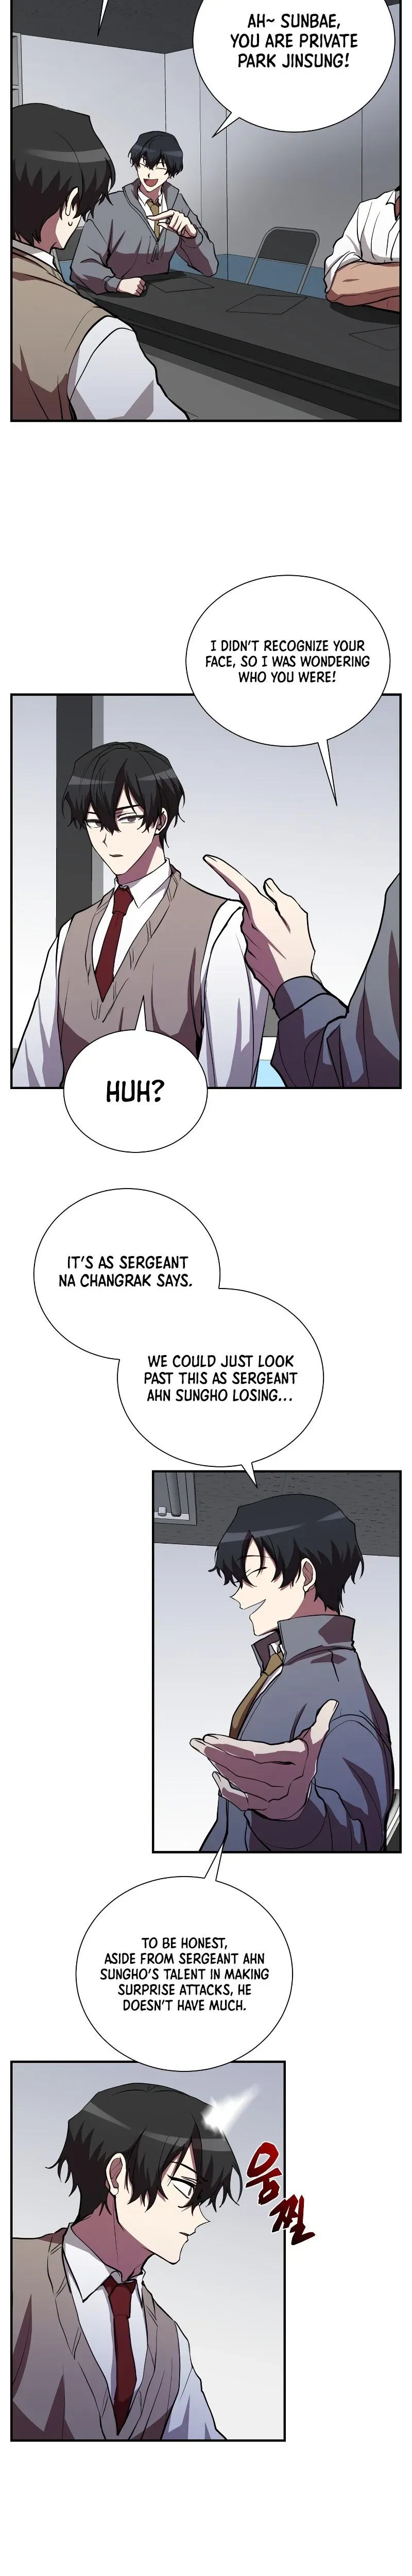 AH~ SUNBAE,
YOU ARE PRIVATE
PARK JINSUNG!
I DIDN'T RECOGNIZE YOUR
FACE, SO I WAS WONDERING
WHO YOU WERE!
HUH?
IT'S AS SERGEANT
NA CHANGRAK SAYS.
WE COULD JUST LOOK
PAST THIS AS SERGEANT
AHN SUNGHO LOSING...
TO BE HONEST,
ASIDE FROM SERGEANT AHN
SUNGHO'S TALENT IN MAKING
SURPRISE ATTACKS, HE
DOESN'T HAVE MUCH.
움찔